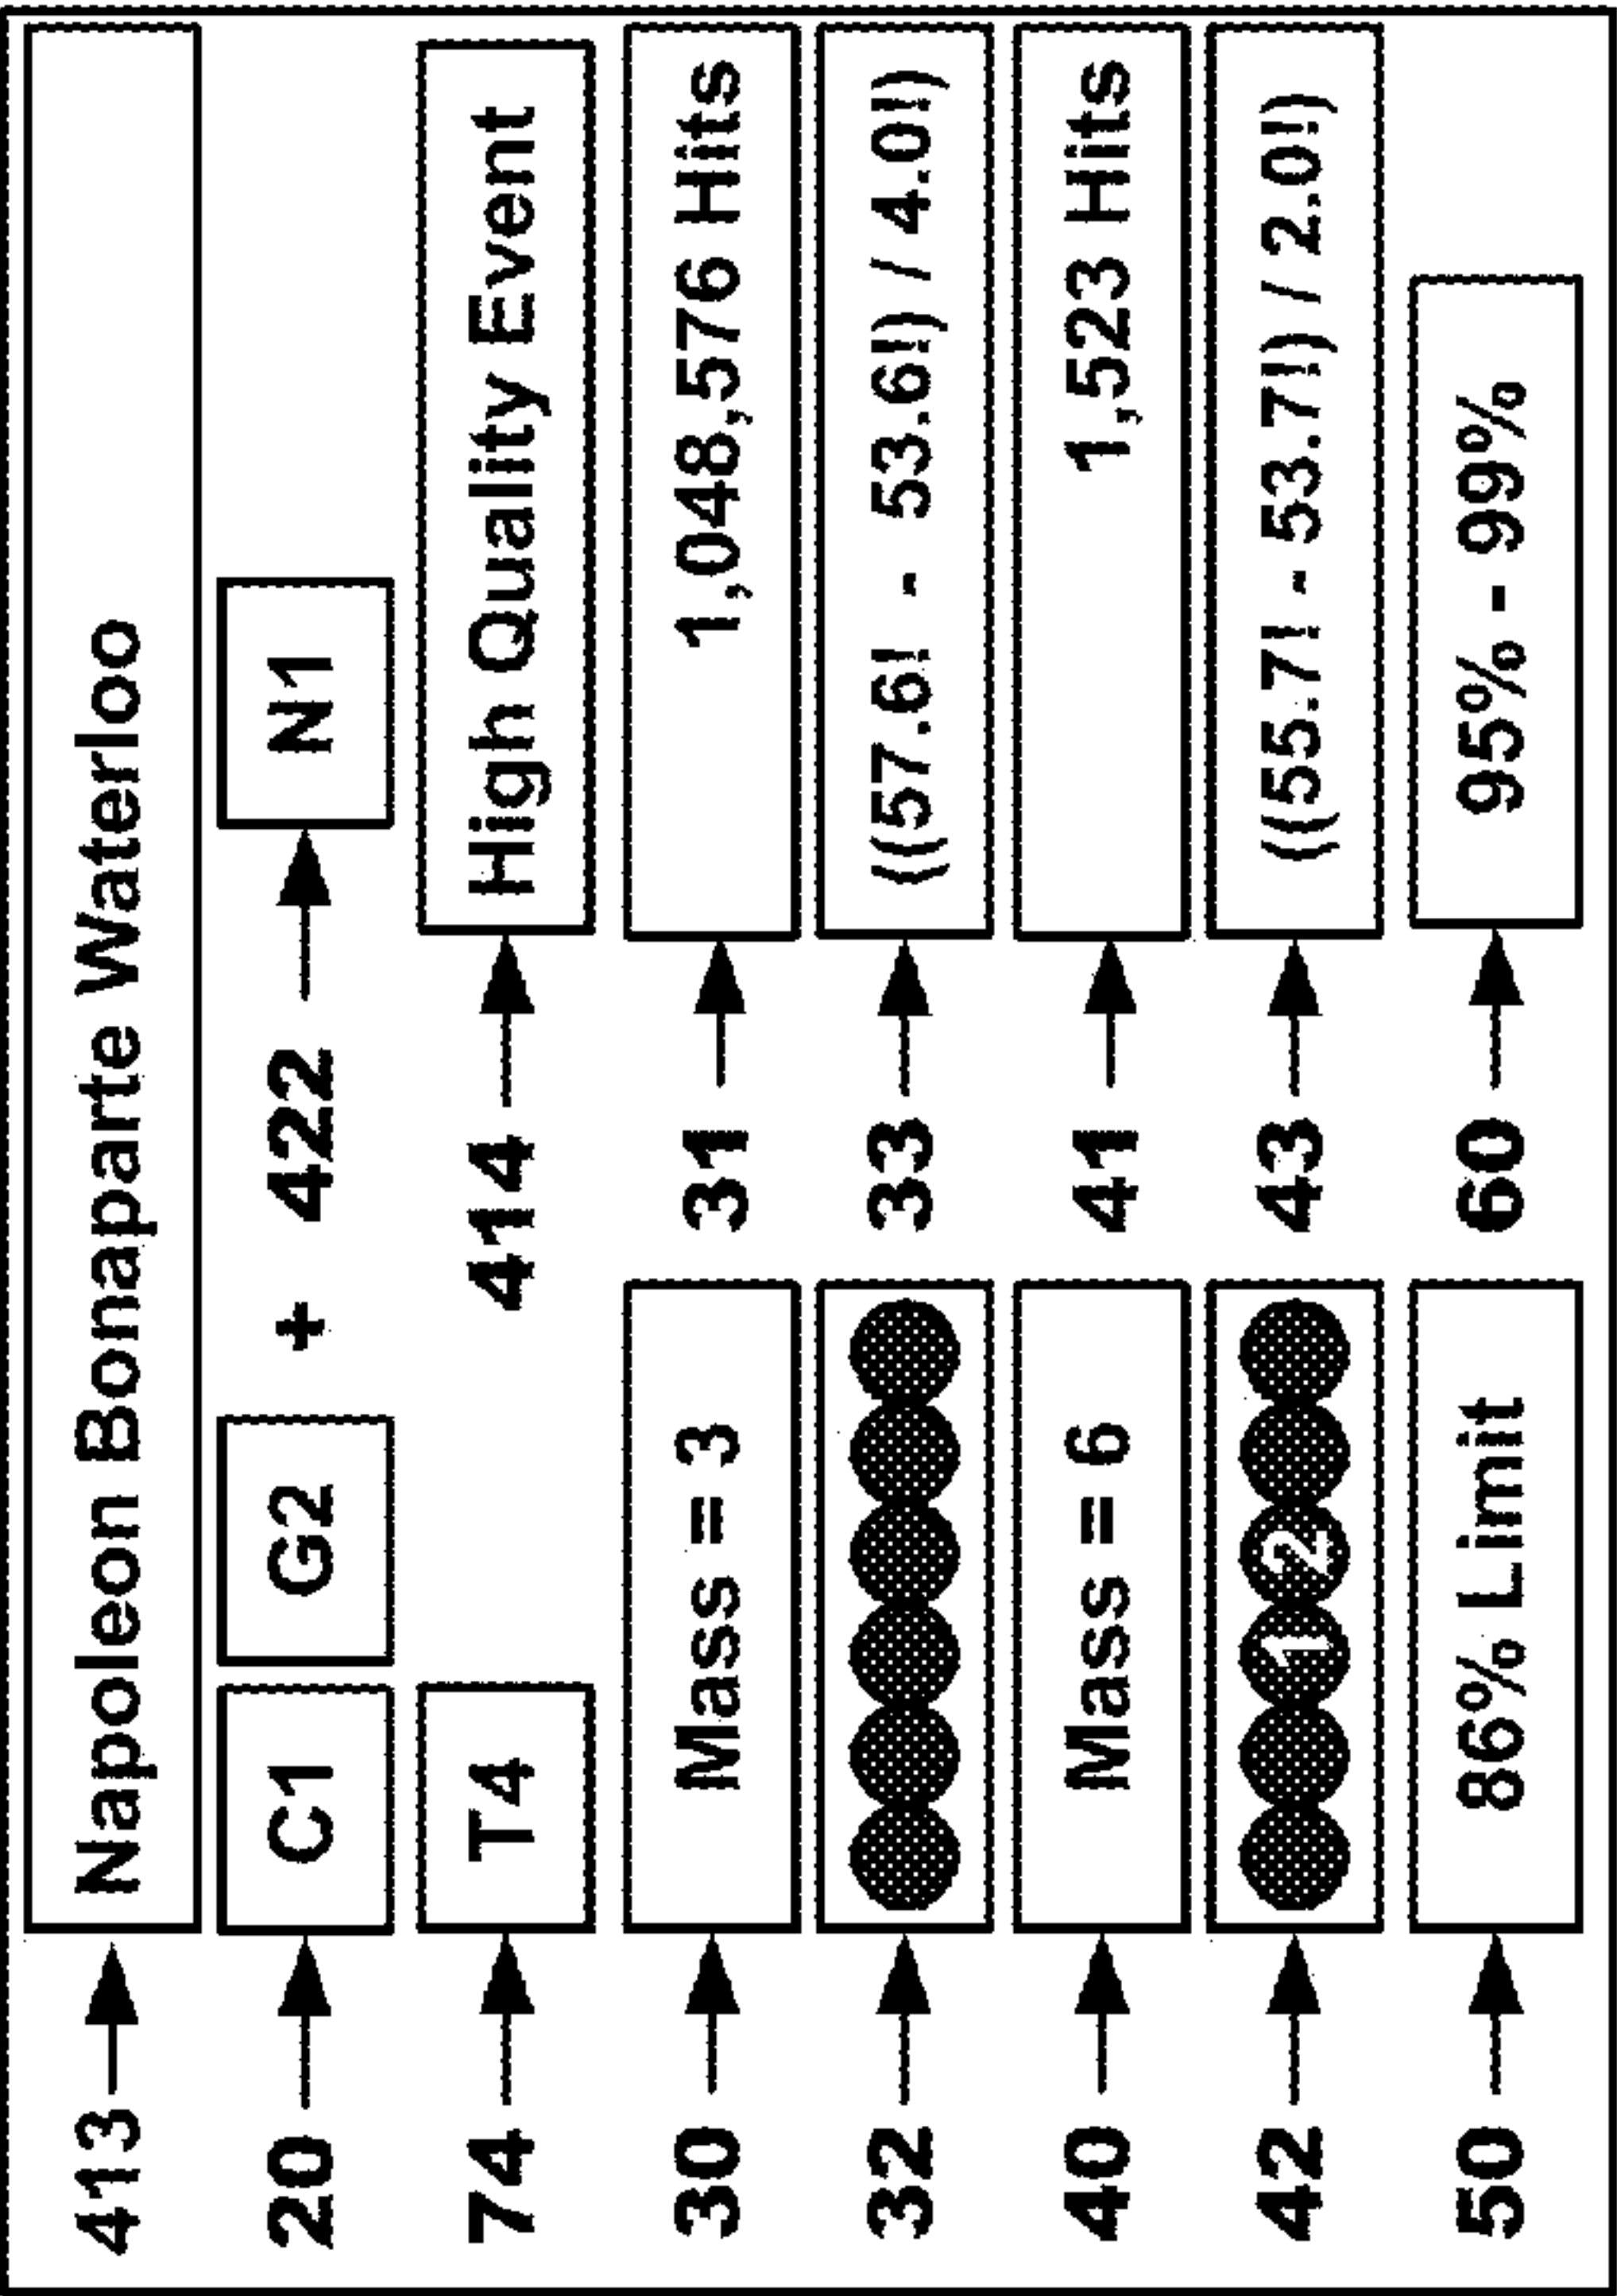 413 Napoleon Bonaparte Waterloo
20 C1 G2 + 422 N1
74 T4 414 High Quality Event
30 Mass = 3 31 1,048,576 Hits
32 33 ((57.6! - 53.6!) / 4.0!)
40 Mass = 6 41 1,523 Hits
42 1 2 43 ((55.7! - 53.7!) / 2.0!)
50 86% Limit 60 95% - 99%